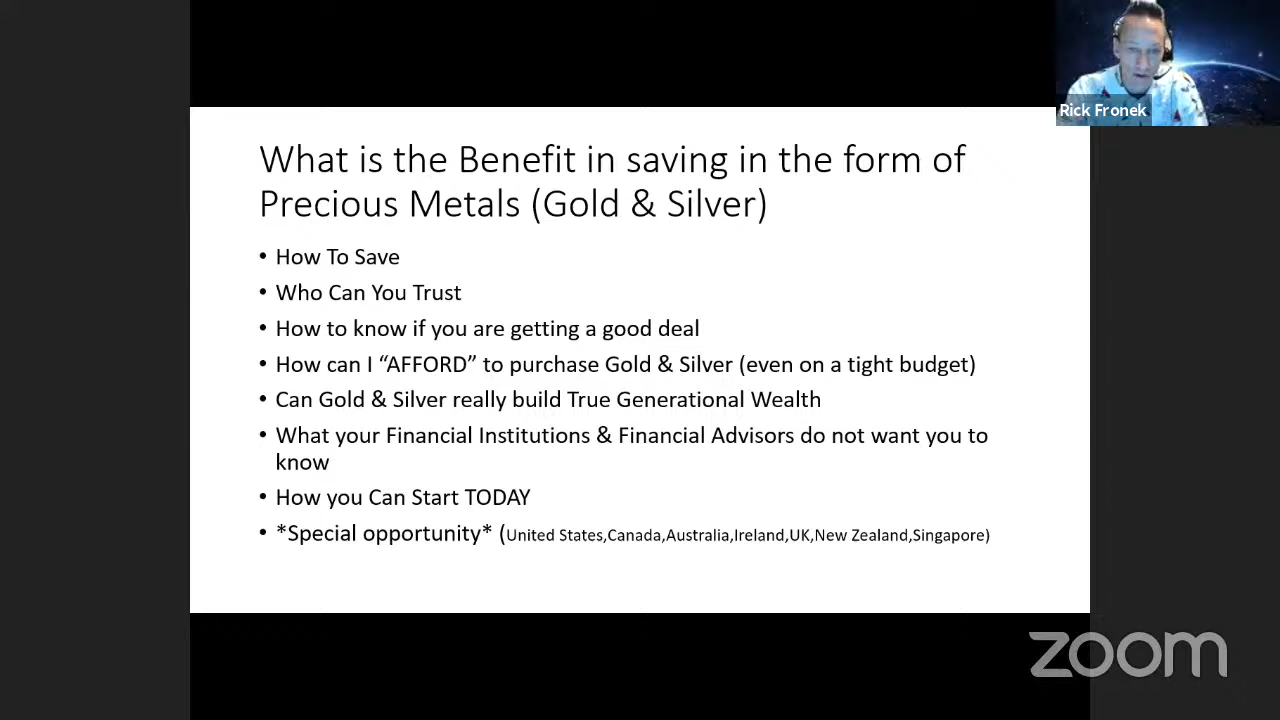 Rick Fronek
What is the Benefit in saving in the form of
Precious Metals (Gold & Silver)
• How To Save
• Who Can You Trust
• How to know if you are getting a good deal
• How can I “AFFORD” to purchase Gold & Silver (even on a tight budget)
• Can Gold & Silver really build True Generational Wealth
• What your Financial Institutions & Financial Advisors do not want you to
know
• How you Can Start TODAY
• *Special opportunity* (United States,Canada,Australia,Ireland,UK,New Zealand,Singapore)
zoom